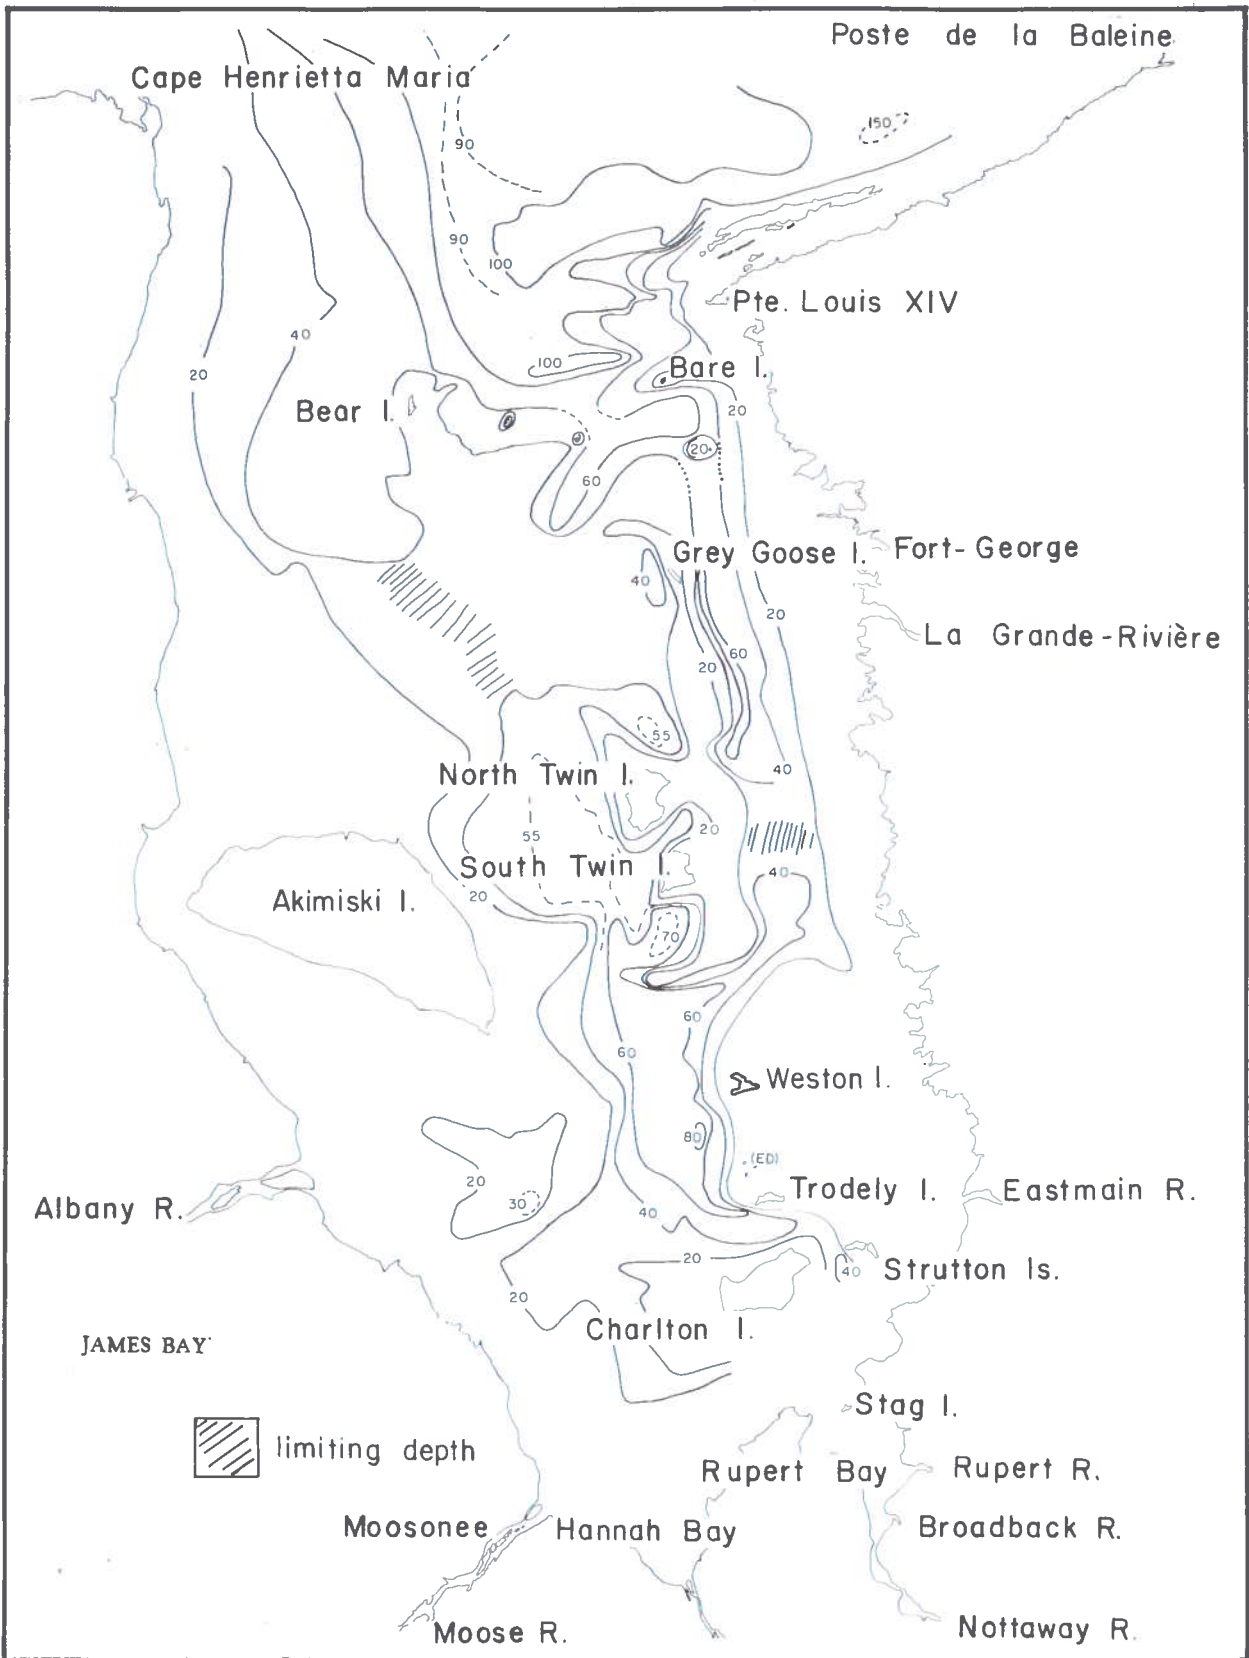 Poste de la Baleine
Cape Henrietta Maria
150
90
90
100
Pte. Louis XIV
40
100
Bare I.
20
Bear I.
20
20
60
Grey Goose I.
Fort-George
40
20
La Grande-Rivière
60
20
55
40
North Twin I.
20
55
South Twin I.
40
20
Akimiski I.
70
60
60
Weston I.
80
(ED)
20
Trodely I.
Eastmain R.
30
Albany R.
40
20
40
Strutton Is.
20
Charlton I.
JAMES BAY
Stag I.
limiting depth
Rupert Bay
Rupert R.
Moosonee
Hannah Bay
Broadback R.
Moose R.
Nottaway R.